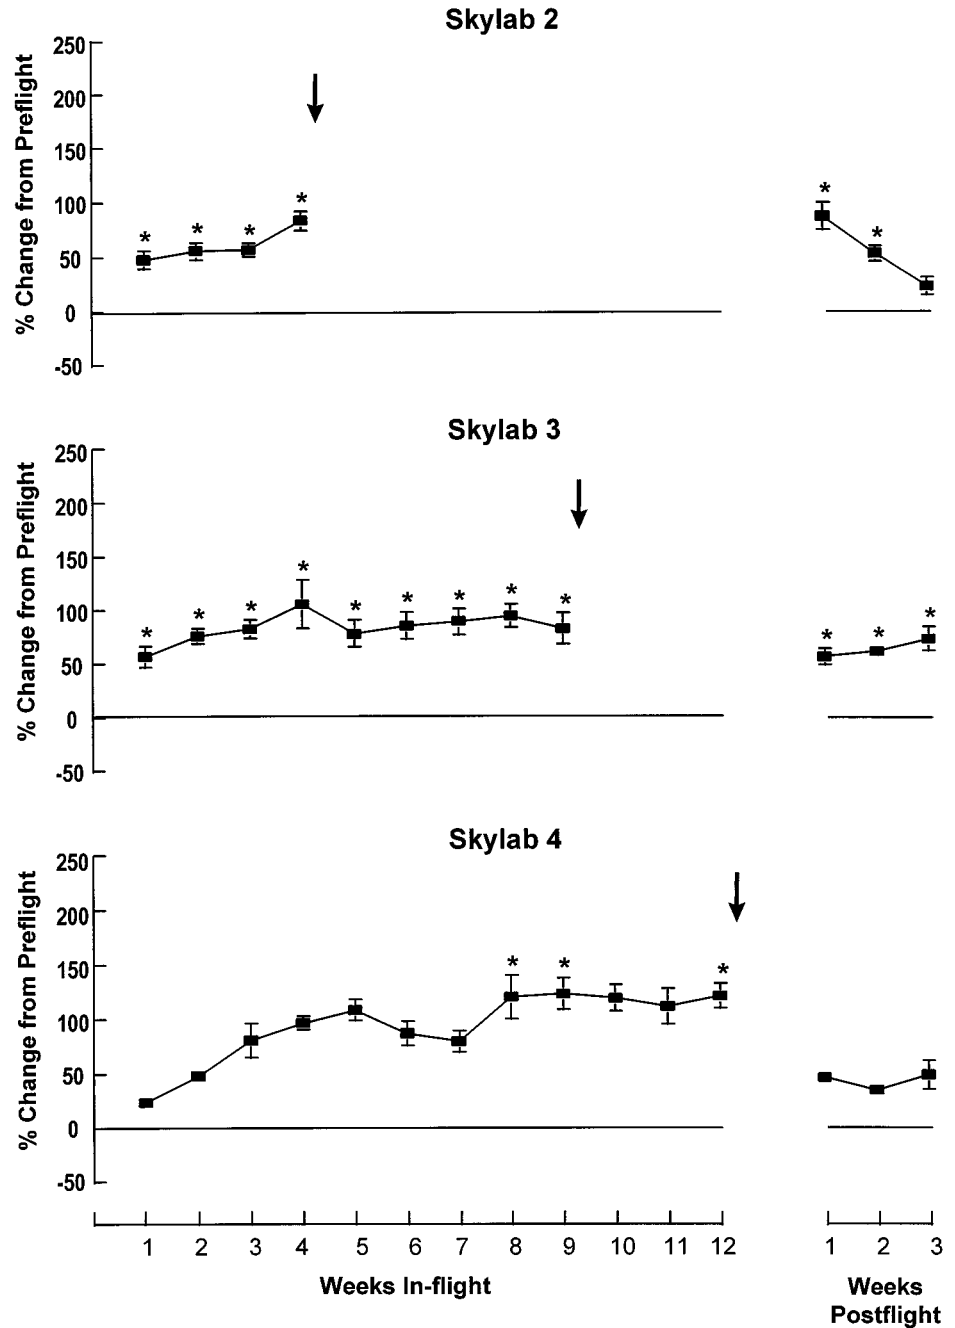 Skylab 2
% Change from Preflight
250
200
150
100
50
0
-50
* * * * * *
Skylab 3
% Change from Preflight
250
200
150
100
50
0
-50
* * * * * * * * * * * *
Skylab 4
% Change from Preflight
250
200
150
100
50
0
-50
* * *
1 2 3 4 5 6 7 8 9 10 11 12 1 2 3
Weeks In-flight
Weeks
Postflight